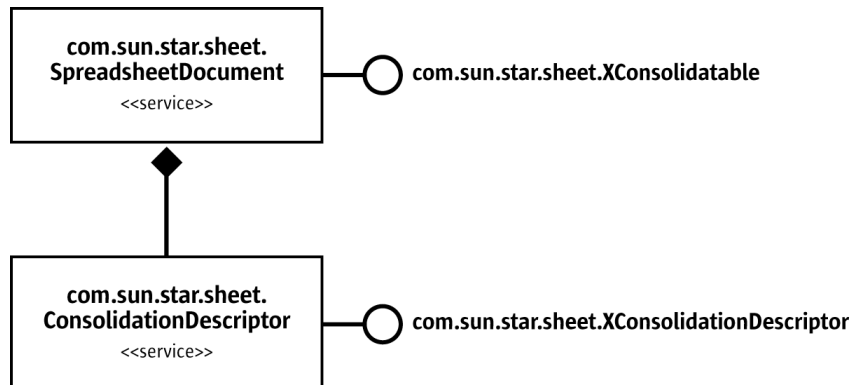 com.sun.star.sheet.
SpreadsheetDocument
<<service>>
com.sun.star.sheet.XConsolidatable
com.sun.star.sheet.
ConsolidationDescriptor
<<service>>
com.sun.star.sheet.XConsolidationDescriptor